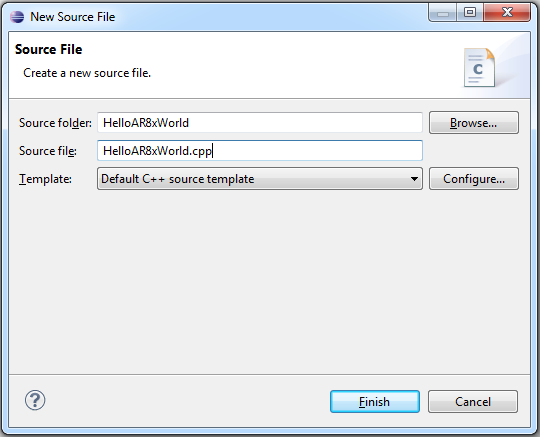 New Source File
Source File
Create a new source file.
C
Source folder: HelloAR8xWorld Browse...
Source file: HelloAR8xWorld.cpp
Template: Default C++ source template Configure...
? Finish Cancel